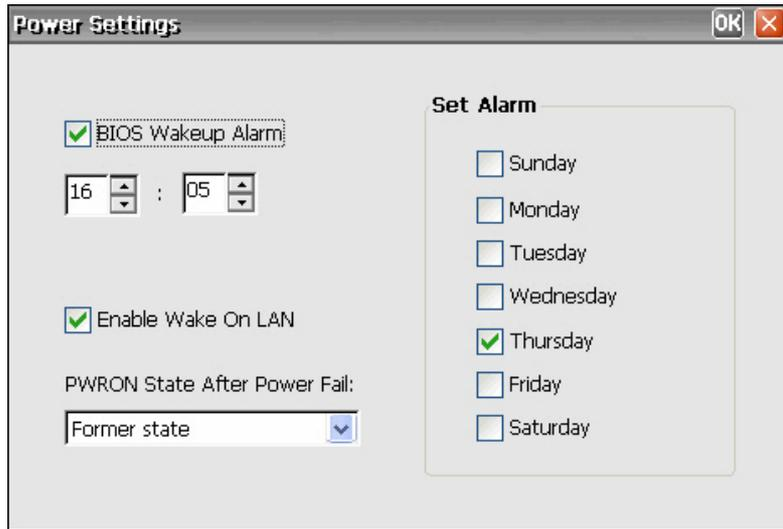 Power Settings OK
BIOS Wakeup Alarm
16 : 05
Enable Wake On LAN
PWRON State After Power Fail:
Former state
Set Alarm
Sunday
Monday
Tuesday
Wednesday
Thursday
Friday
Saturday